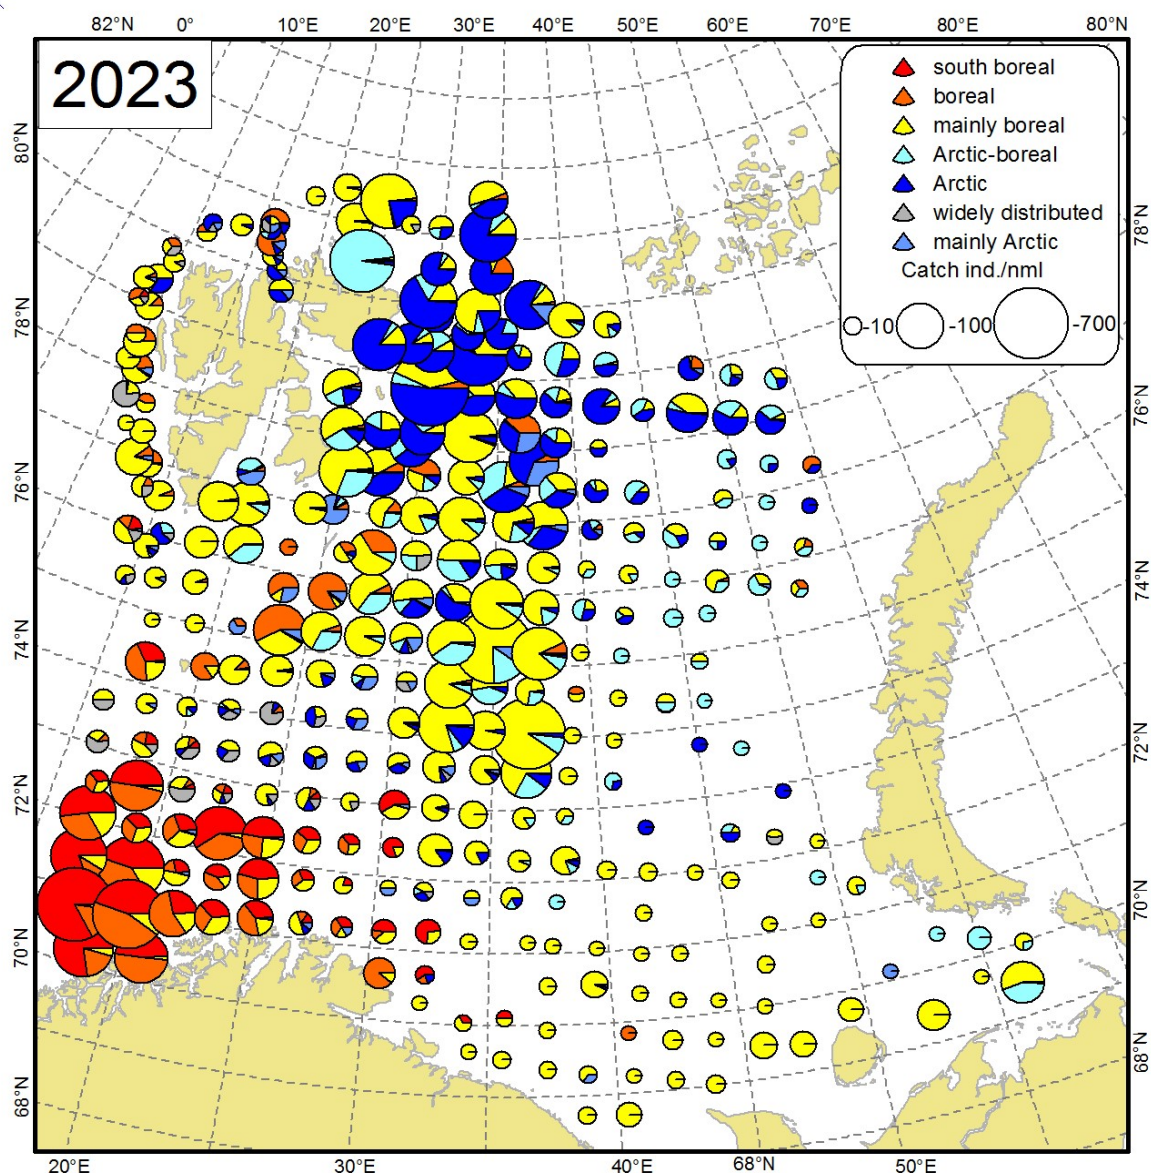 82°N 0° 10°E 20°E 30°E 40°E 50°E 60°E 70°E 80°E 80°N
2023
south boreal
boreal
mainly boreal
Arctic-boreal
Arctic
widely distributed
mainly Arctic
Catch ind./nml
-10 -100 -700
80°N
78°N
76°N
74°N
72°N
70°N
68°N
78°N
76°N
74°N
72°N
70°N
68°N
20°E 30°E 40°E 68°N 50°E